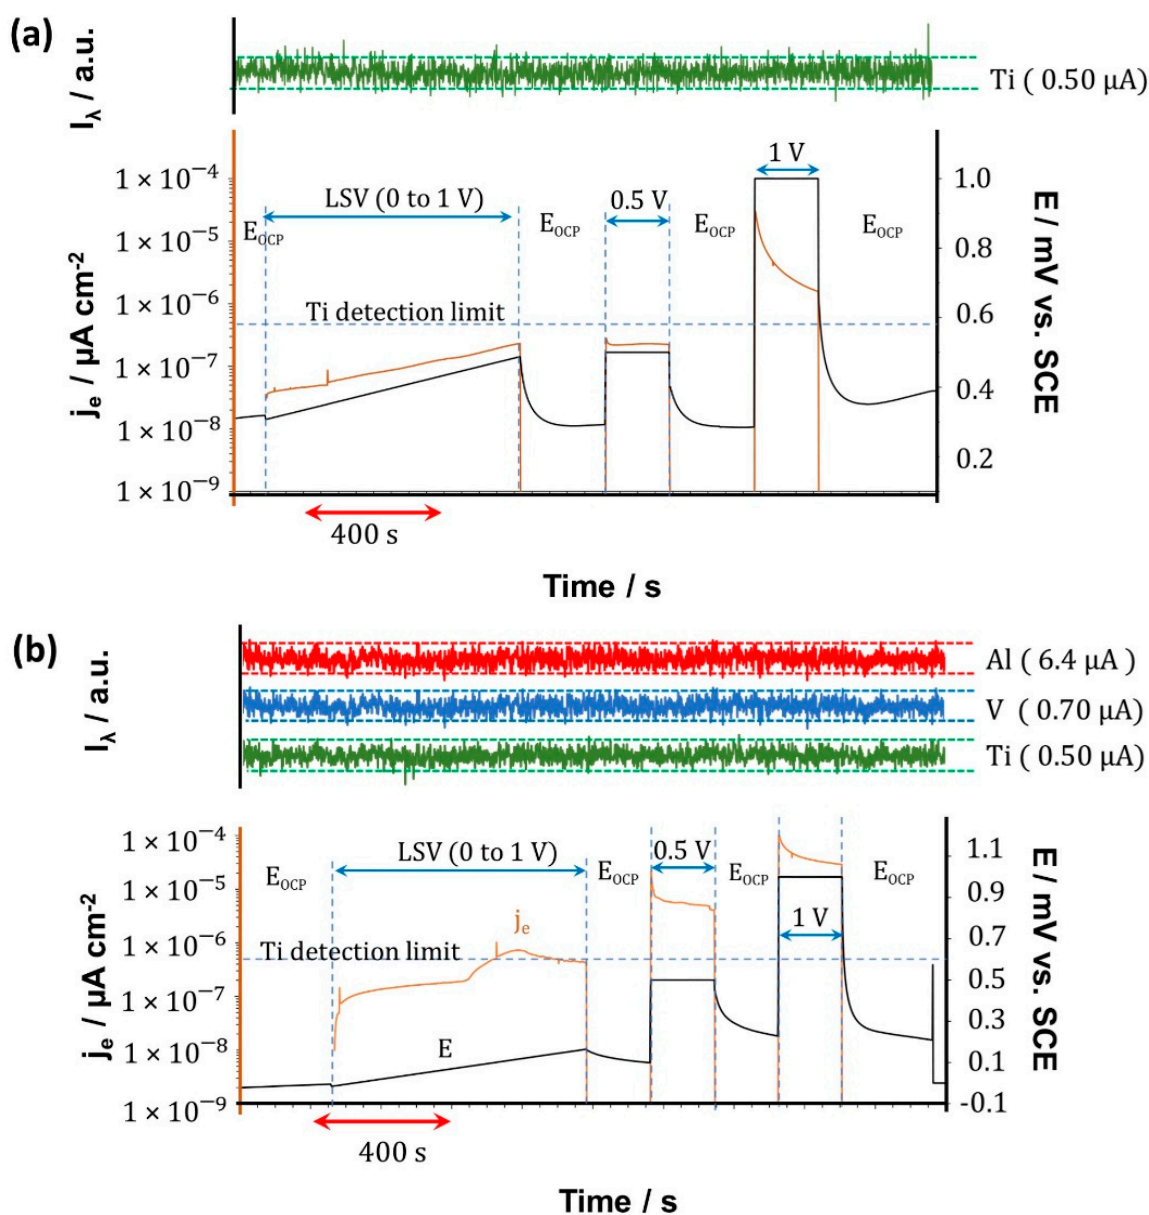 (a)
I_λ / a.u.
Ti ( 0.50 µA)
j_e / µA cm⁻²
1 × 10⁻⁴
1 × 10⁻⁵
1 × 10⁻⁶
1 × 10⁻⁷
1 × 10⁻⁸
1 × 10⁻⁹
E_OCP
LSV (0 to 1 V)
E_OCP
0.5 V
E_OCP
1 V
E_OCP
Ti detection limit
1.0
0.8
0.6
0.4
0.2
E / mV vs. SCE
400 s
Time / s
(b)
I_λ / a.u.
Al ( 6.4 µA )
V ( 0.70 µA)
Ti (0.50 µA)
j_e / µA cm⁻²
1 × 10⁻⁴
1 × 10⁻⁵
1 × 10⁻⁶
1 × 10⁻⁷
1 × 10⁻⁸
1 × 10⁻⁹
E_OCP
LSV (0 to 1 V)
E_OCP
0.5 V
E_OCP
1 V
E_OCP
j_e
Ti detection limit
E
1.1
0.9
0.7
0.5
0.3
0.1
-0.1
E / mV vs. SCE
400 s
Time / s